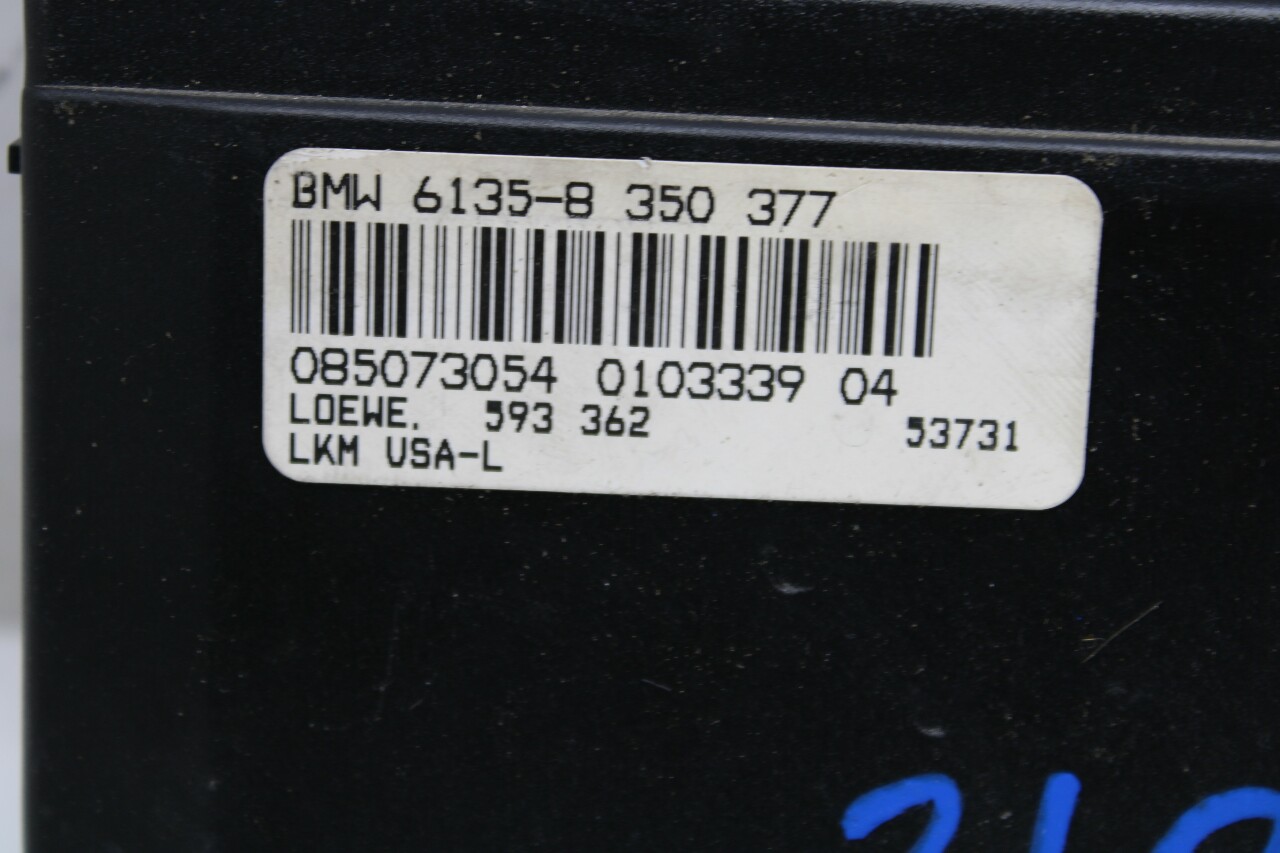 BMW 6135-8 350 377
085073054 0103339 04
LOEWE. 593 362 53731
LKM USA-L